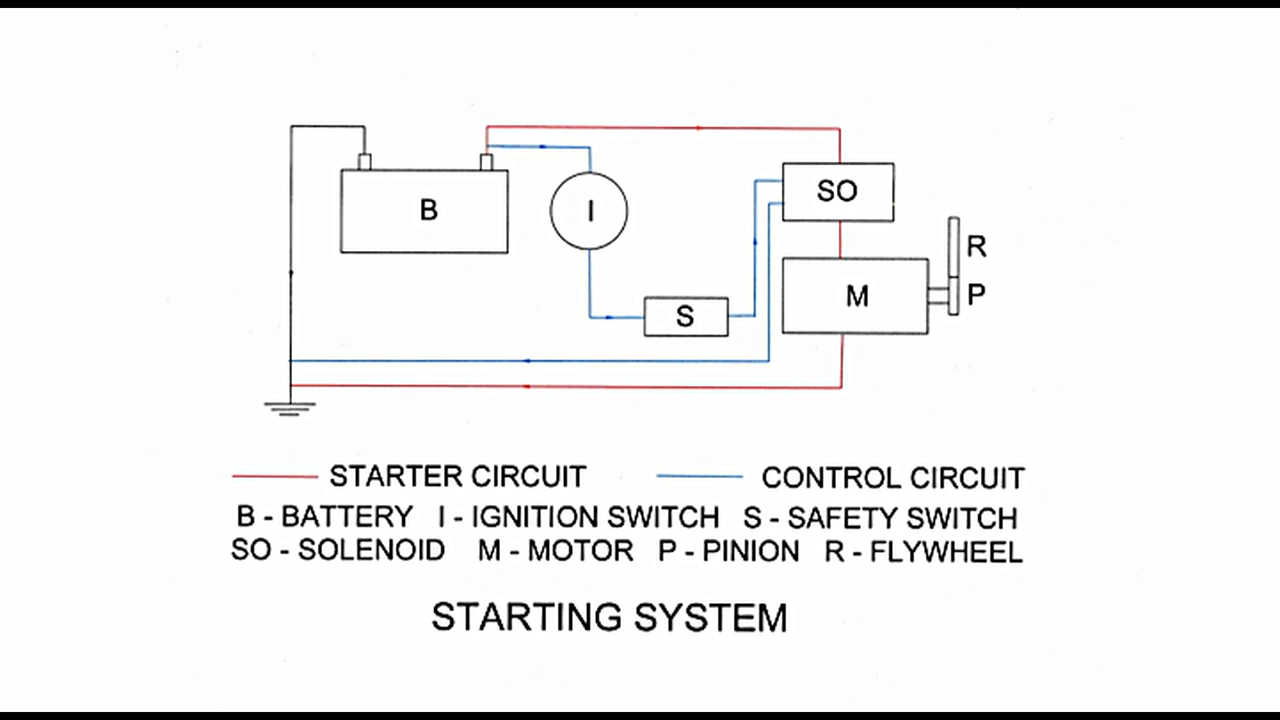 B
I
SO
S
M
R
P
STARTER CIRCUIT CONTROL CIRCUIT
B - BATTERY I - IGNITION SWITCH S - SAFETY SWITCH
SO - SOLENOID M - MOTOR P - PINION R - FLYWHEEL
STARTING SYSTEM